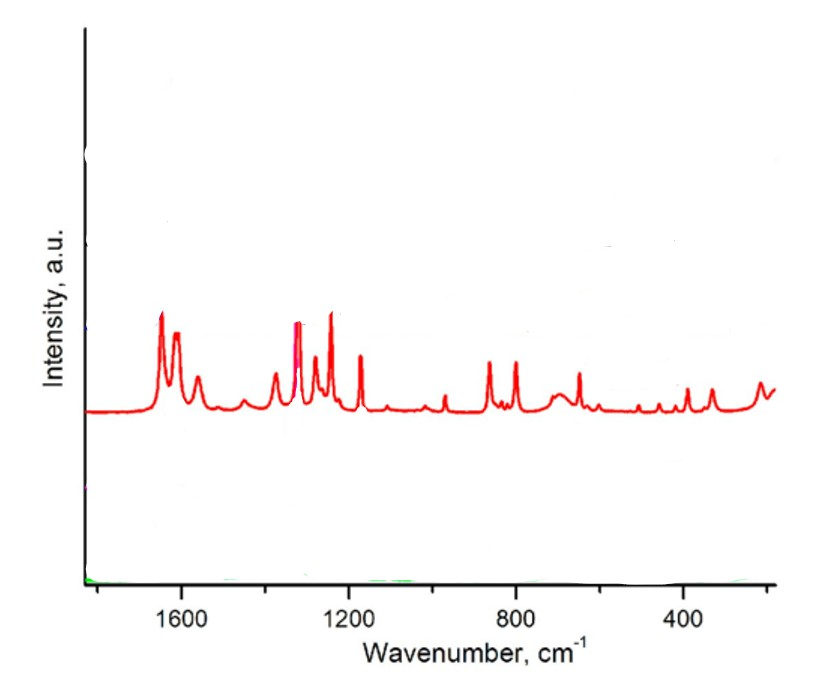 Intensity, a.u.
1600 1200 800 400
Wavenumber, cm⁻¹